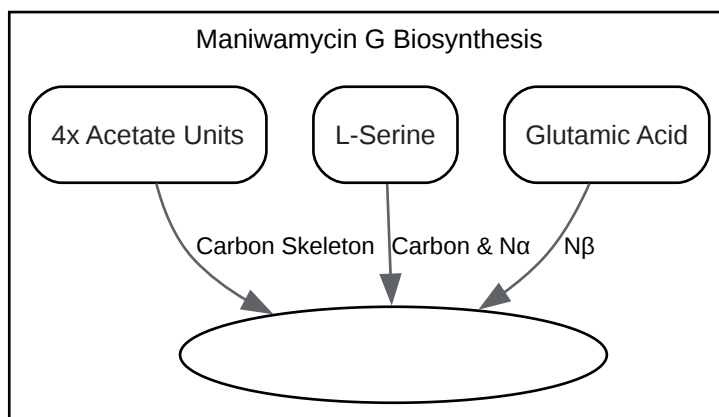 Maniwamycin G Biosynthesis
4x Acetate Units
L-Serine
Glutamic Acid
Carbon Skeleton
Carbon & Nα
Nβ